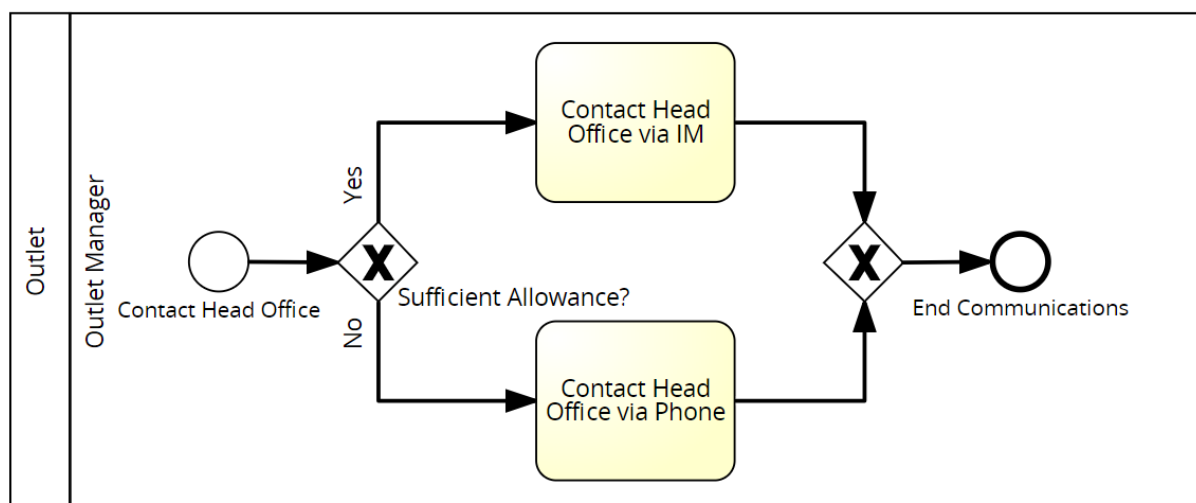 Outlet
Outlet Manager
Contact Head Office
Yes
X
Sufficient Allowance?
No
Contact Head
Office via IM
Contact Head
Office via Phone
X
End Communications